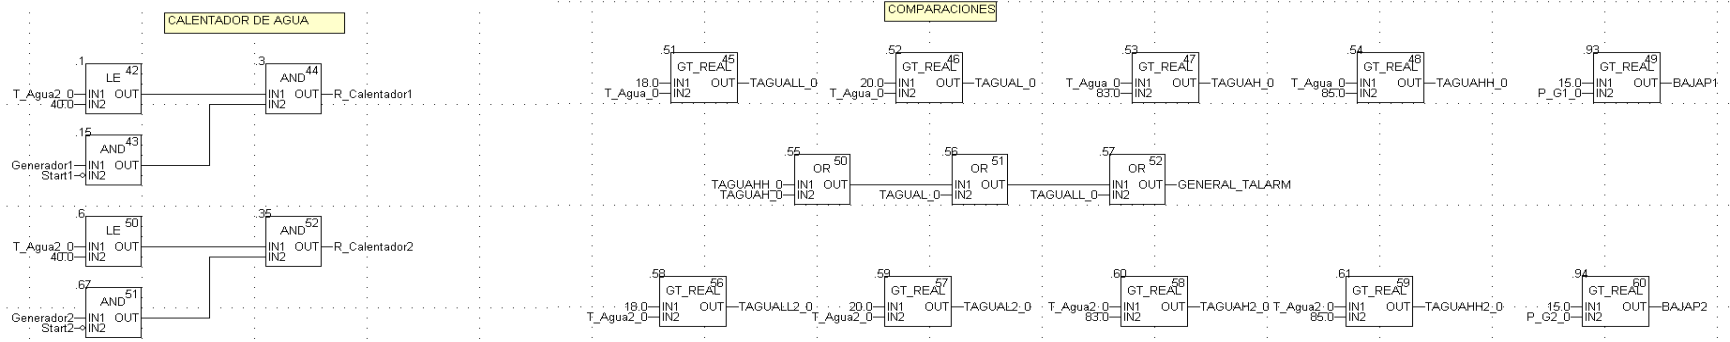 CALENTADOR DE AGUA
.1
42
LE
T_Agua2_0 IN1 OUT
40.0 IN2
.3
44
AND
IN1 OUT R_Calentador1
IN2
.15
43
AND
Generador1 IN1 OUT
Start1 IN2
.6
50
LE
T_Agua2_0 IN1 OUT
40.0 IN2
.35
52
AND
IN1 OUT R_Calentador2
IN2
.67
51
AND
Generador2 IN1 OUT
Start2 IN2
COMPARACIONES
.51
45
GT_REAL
18.0 IN1 OUT TAGUALL_0
T_Agua_0 IN2
.52
46
GT_REAL
20.0 IN1 OUT TAGUAL_0
T_Agua_0 IN2
.53
47
GT_REAL
T_Agua_0 IN1 OUT TAGUAH_0
83.0 IN2
.54
48
GT_REAL
T_Agua_0 IN1 OUT TAGUAHH_0
85.0 IN2
.93
49
GT_REAL
15.0 IN1 OUT BAJAP1
P_G1_0 IN2
.55
50
OR
TAGUAHH_0 IN1 OUT
TAGUAH_0 IN2
.56
51
OR
IN1 OUT
TAGUAL_0 IN2
.57
52
OR
IN1 OUT GENERAL_TALARM
TAGUALL_0 IN2
.58
56
GT_REAL
18.0 IN1 OUT TAGUALL2_0
T_Agua2_0 IN2
.59
57
GT_REAL
20.0 IN1 OUT TAGUAL2_0
T_Agua2_0 IN2
.60
58
GT_REAL
T_Agua2_0 IN1 OUT TAGUAH2_0
83.0 IN2
.61
59
GT_REAL
T_Agua2_0 IN1 OUT TAGUAHH2_0
85.0 IN2
.94
60
GT_REAL
15.0 IN1 OUT BAJAP2
P_G2_0 IN2